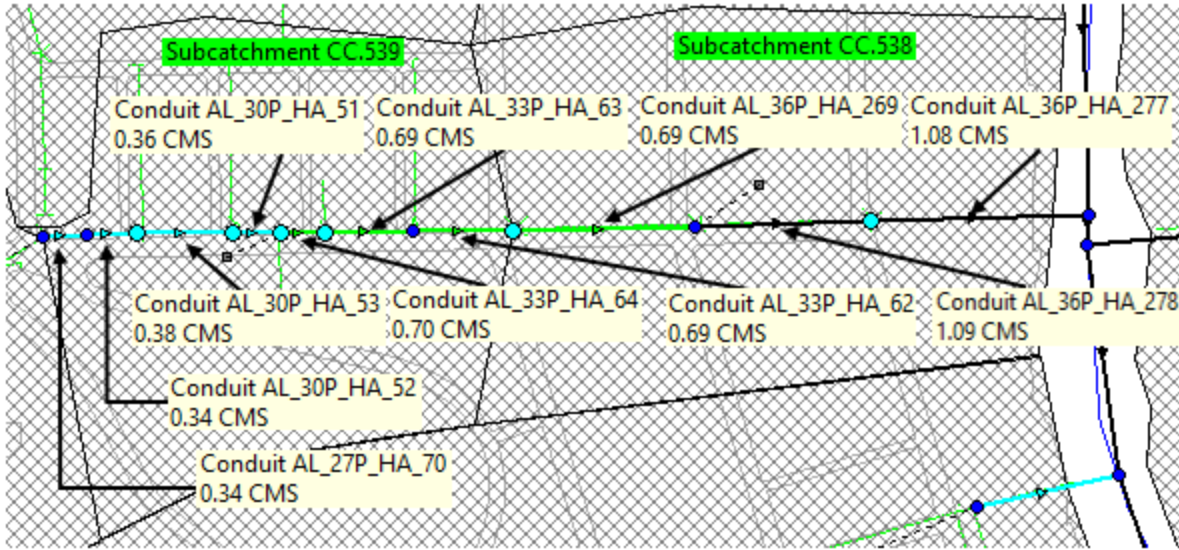 Subcatchment CC.539
Subcatchment CC.538
Conduit AL_30P_HA_51
0.36 CMS
Conduit AL_33P_HA_63
0.69 CMS
Conduit AL_36P_HA_269
0.69 CMS
Conduit AL_36P_HA_277
1.08 CMS
Conduit AL_30P_HA_53
0.38 CMS
Conduit AL_33P_HA_64
0.70 CMS
Conduit AL_33P_HA_62
0.69 CMS
Conduit AL_36P_HA_278
1.09 CMS
Conduit AL_30P_HA_52
0.34 CMS
Conduit AL_27P_HA_70
0.34 CMS